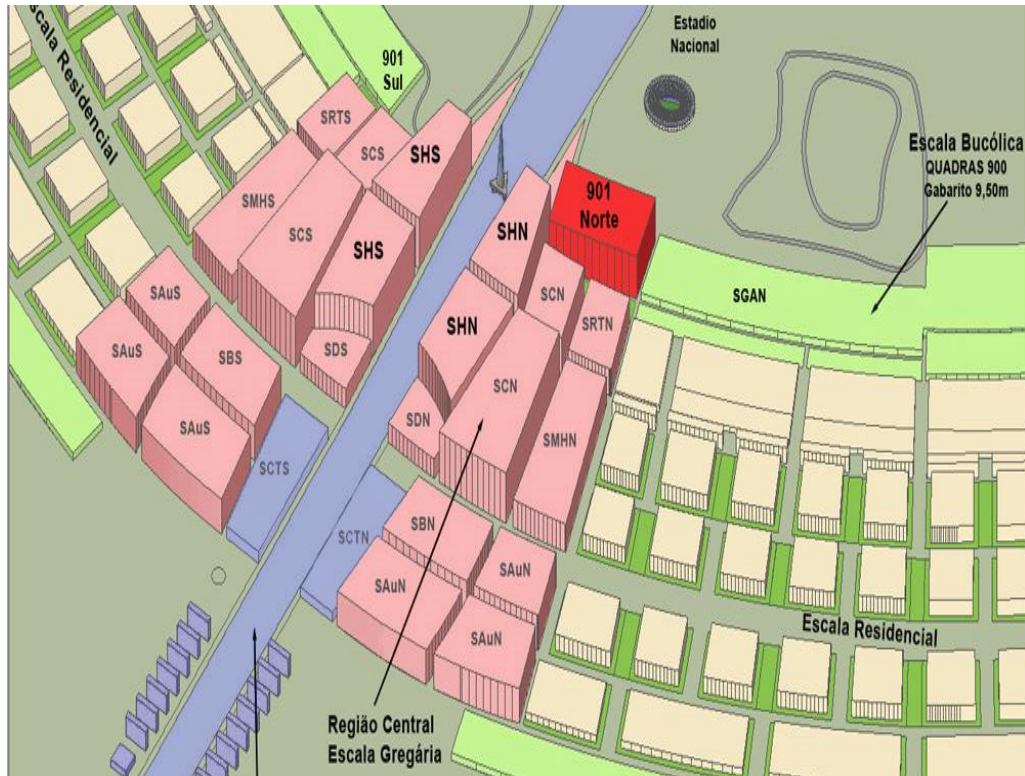 Escala Residencial
901
Sul
Estadio
Nacional
Escala Bucólica
QUADRAS 900
Gabarito 9,50m
SRTS
SCS
SHS
SMHS
SCS
SHS
901
Norte
SHN
SCN
SRTN
SGAN
SHN
SCN
SAuS
SAuS
SBS
SDS
SAuS
SDN
SMHN
SCTS
SBN
SCTN
SAuN
SAuN
SAuN
Escala Residencial
Região Central
Escala Gregária